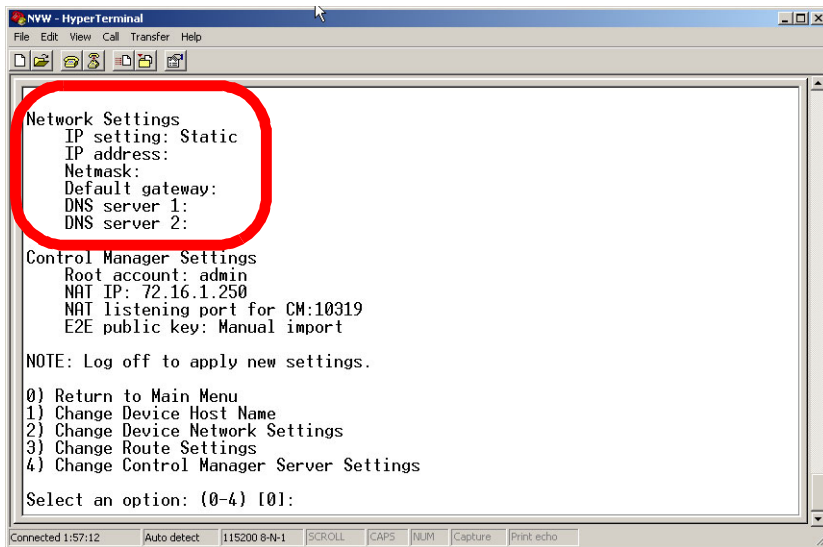 NVW - HyperTerminal
File Edit View Call Transfer Help
Network Settings
IP setting: Static
IP address:
Netmask:
Default gateway:
DNS server 1:
DNS server 2:
Control Manager Settings
Root account: admin
NAT IP: 72.16.1.250
NAT listening port for CM:10319
E2E public key: Manual import
NOTE: Log off to apply new settings.
0) Return to Main Menu
1) Change Device Host Name
2) Change Device Network Settings
3) Change Route Settings
4) Change Control Manager Server Settings
Select an option: (0-4) [0]:
Connected 1:57:12 Auto detect 115200 8-N-1 SCROLL CAPS NUM Capture Print echo